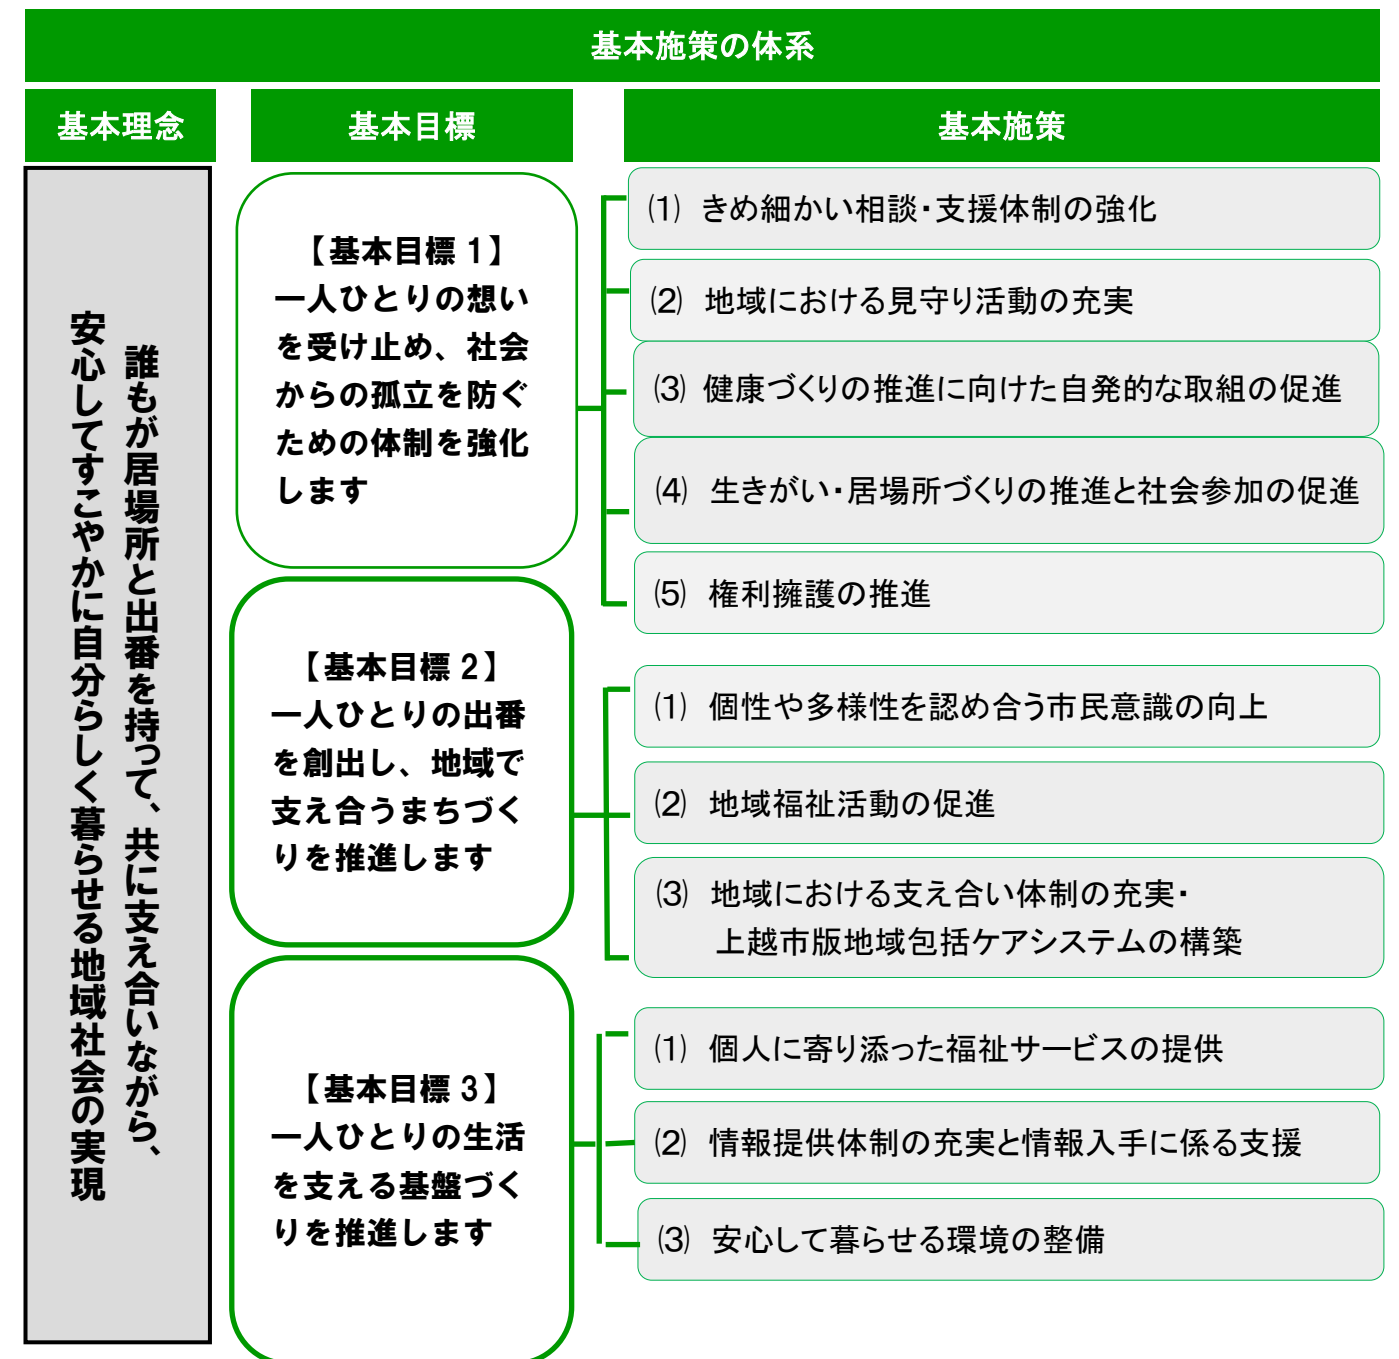 基本施策の体系
基本理念
基本目標
基本施策
誰もが居場所と出番を持って、共に支え合いながら、
安心してすこやかに自分らしく暮らせる地域社会の実現
【基本目標 1】
一人ひとりの想い
を受け止め、社会
からの孤立を防ぐ
ための体制を強化
します
⑴ きめ細かい相談・支援体制の強化
⑵ 地域における見守り活動の充実
⑶ 健康づくりの推進に向けた自発的な取組の促進
⑷ 生きがい・居場所づくりの推進と社会参加の促進
⑸ 権利擁護の推進
【基本目標 2】
一人ひとりの出番
を創出し、地域で
支え合うまちづく
りを推進します
⑴ 個性や多様性を認め合う市民意識の向上
⑵ 地域福祉活動の促進
⑶ 地域における支え合い体制の充実・
上越市版地域包括ケアシステムの構築
【基本目標 3】
一人ひとりの生活
を支える基盤づく
りを推進します
⑴ 個人に寄り添った福祉サービスの提供
⑵ 情報提供体制の充実と情報入手に係る支援
⑶ 安心して暮らせる環境の整備